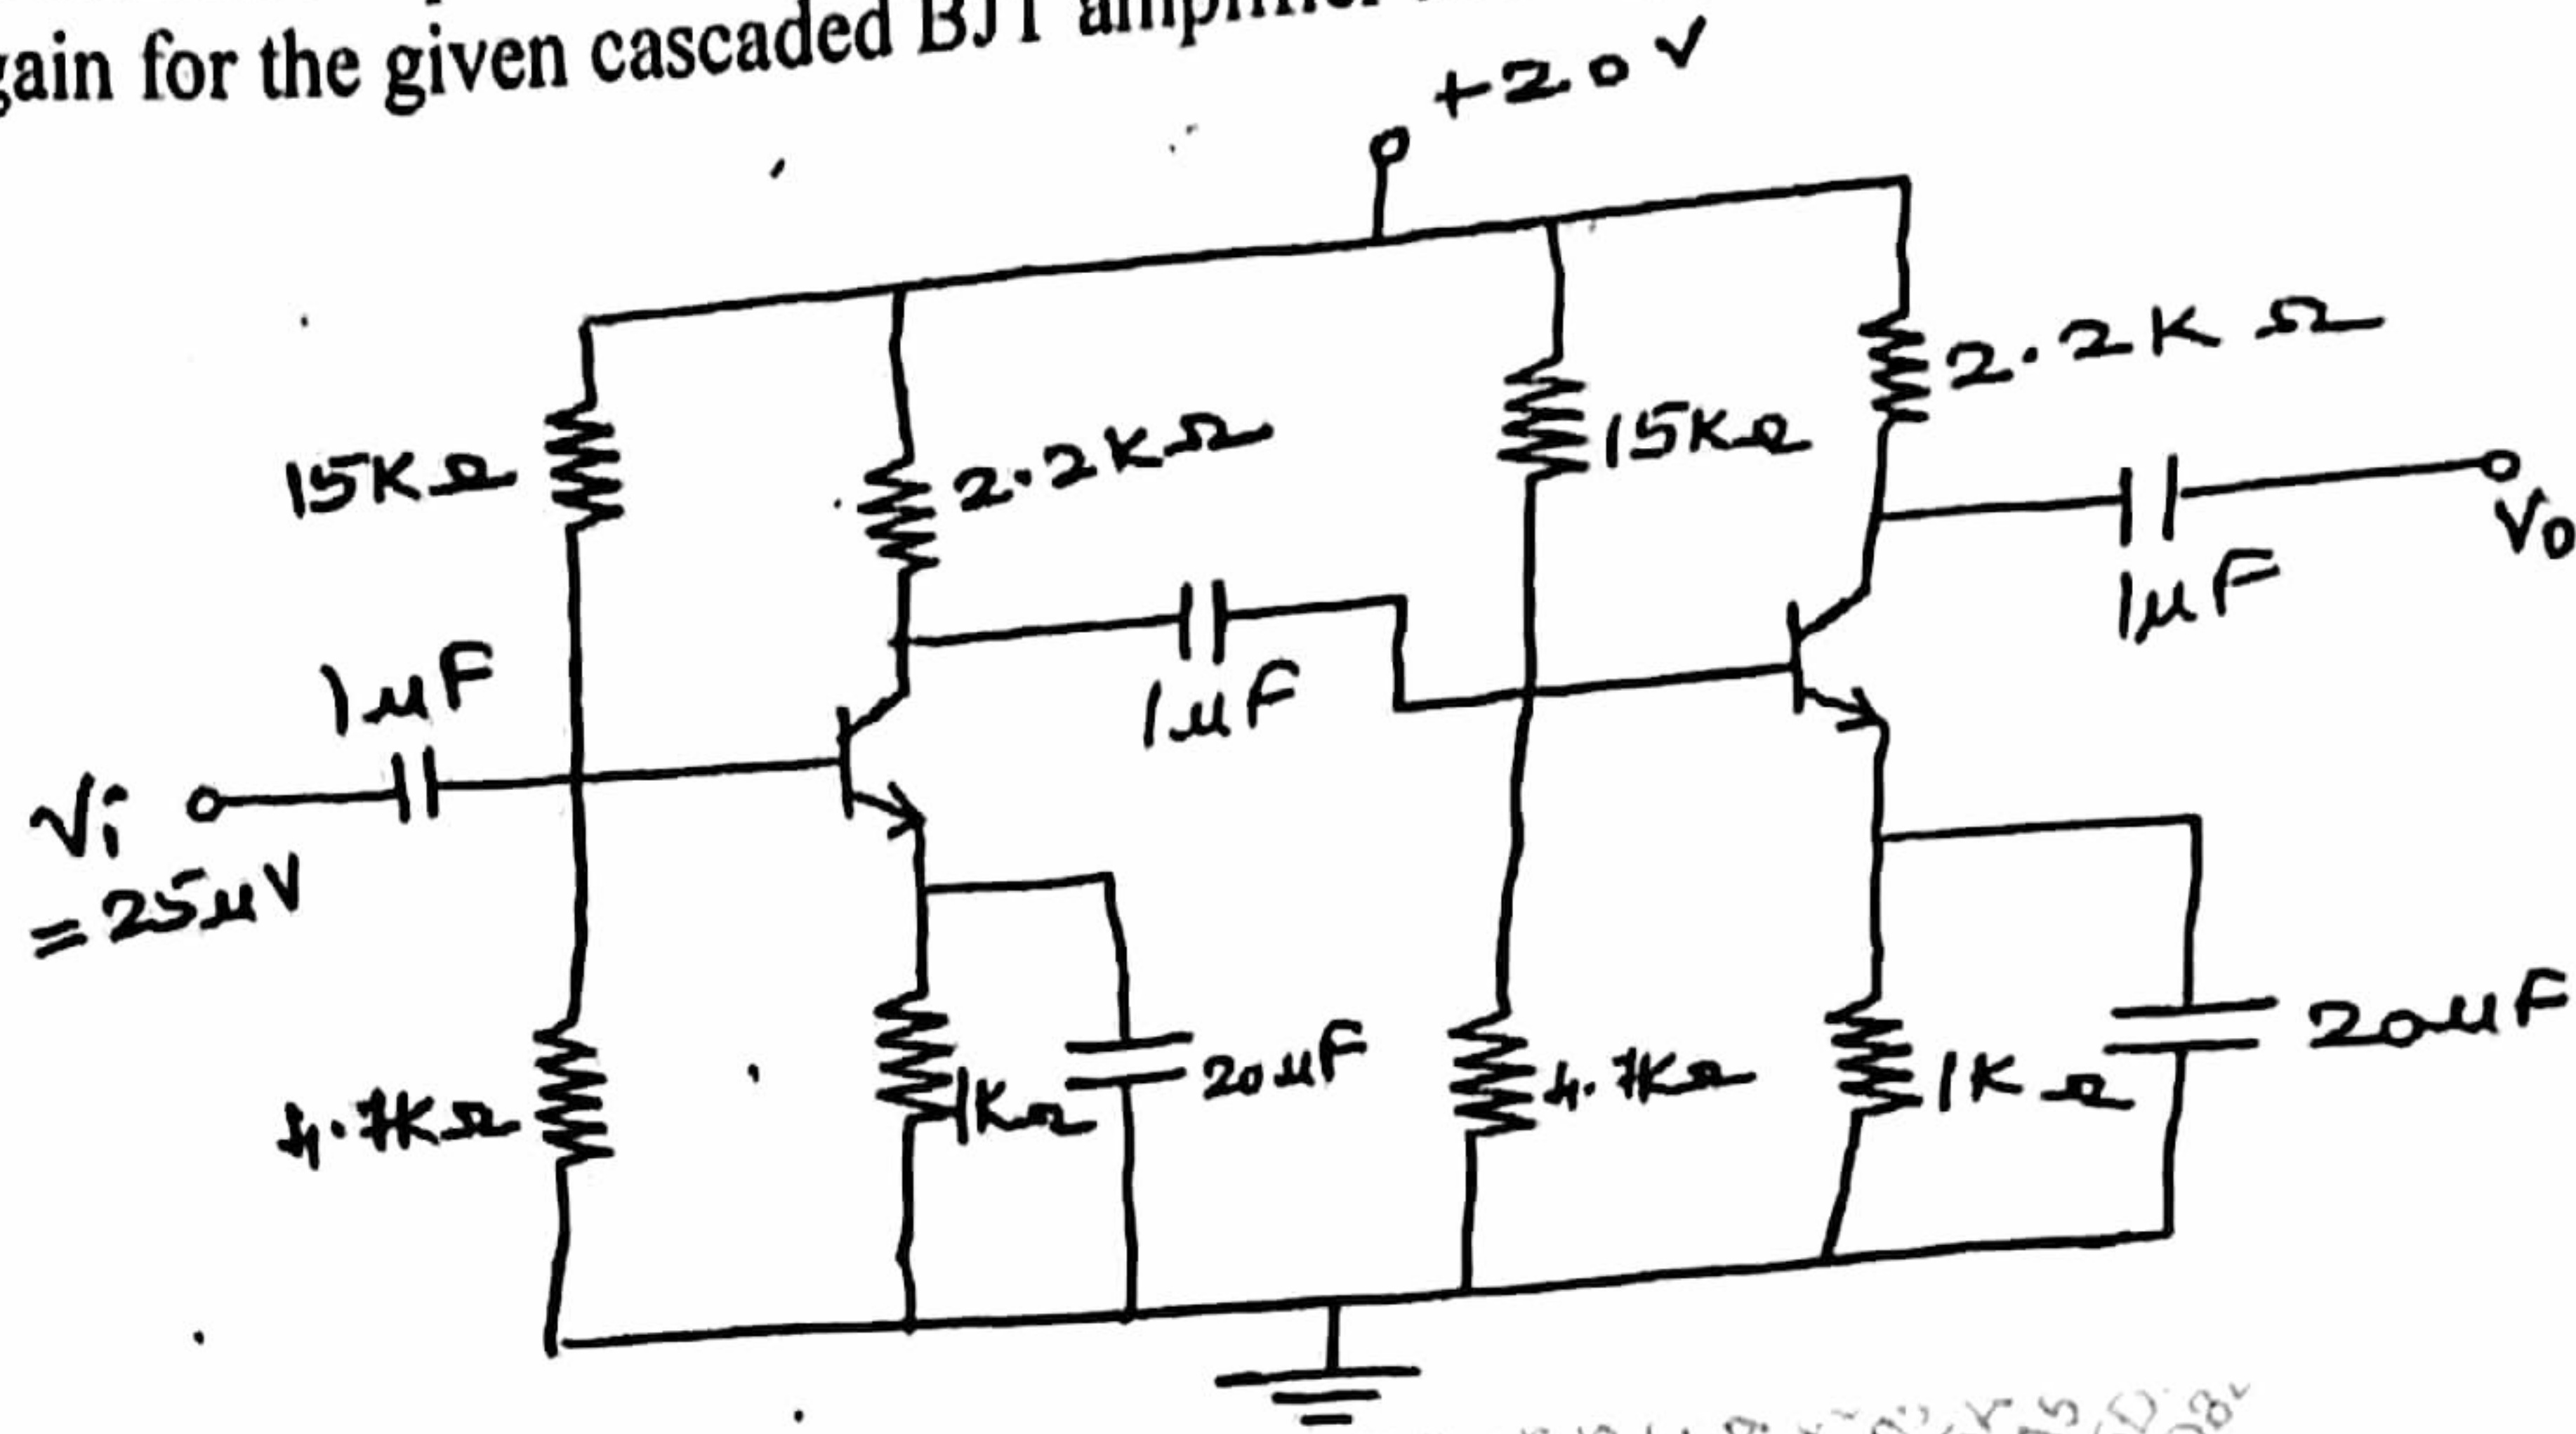 gain for the given cascaded BJT amplifier
+20V
2.2KΩ
15KΩ
2.2KΩ
15KΩ
1μF
1μF
1μF
Vo
Vi
=25μV
4.7KΩ
1KΩ
20μF
4.7KΩ
1KΩ
20μF